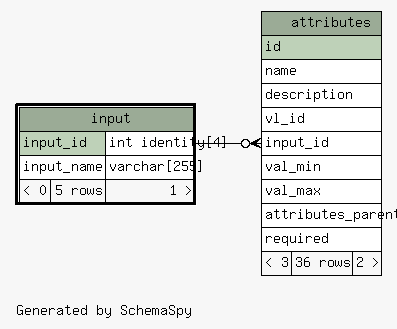 attributes
id
name
description
vl_id
input_id
val_min
val_max
attributes_parent
required
< 3 36 rows 2 >
input
input_id int identity[4]
input_name varchar[255]
< 0 5 rows 1 >
Generated by SchemaSpy